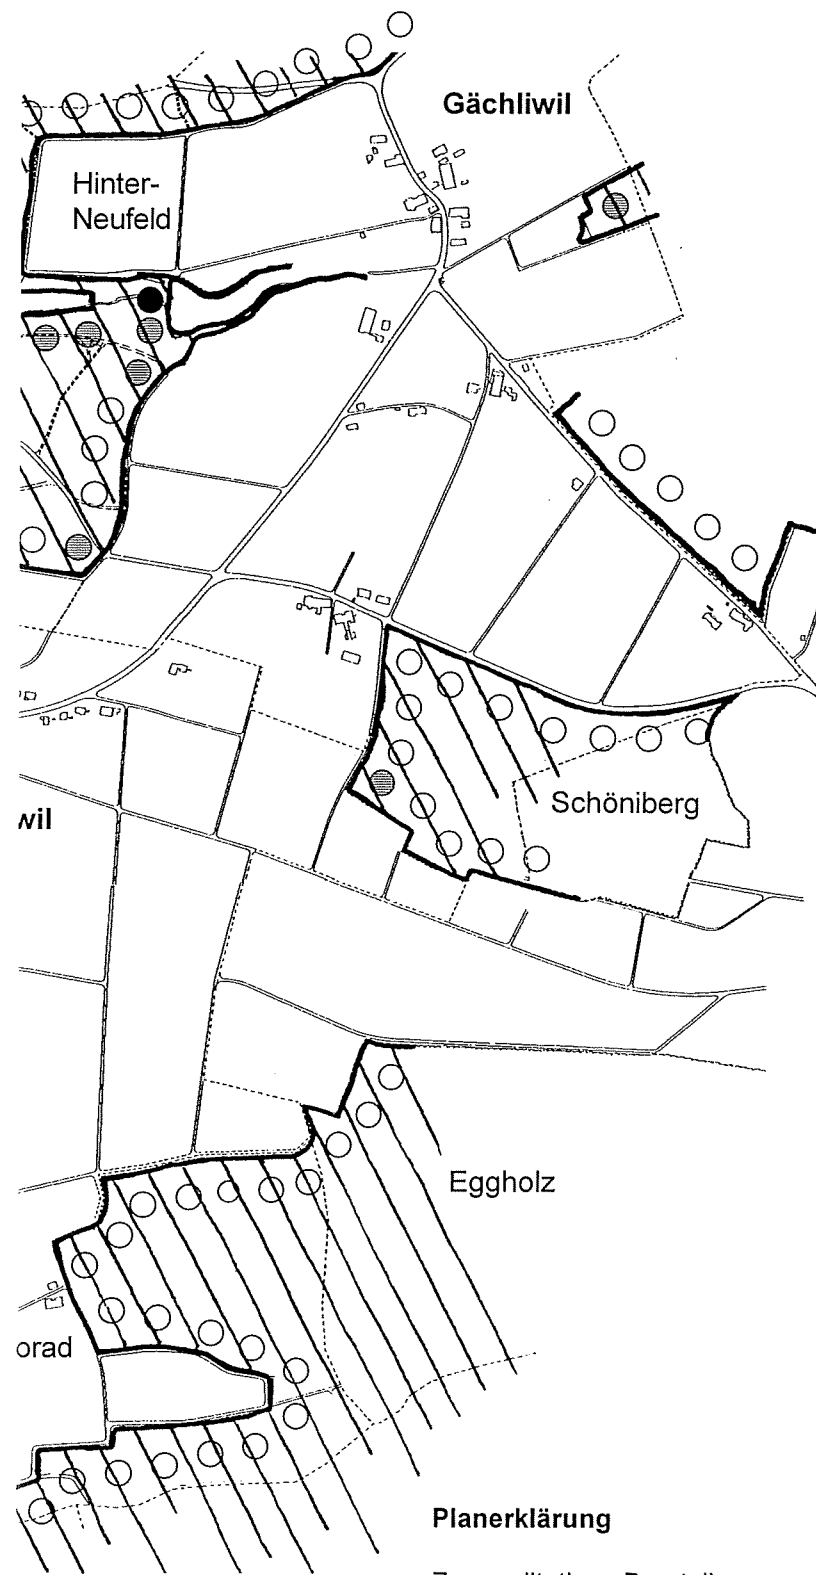 Gächliwil
Hinter-
Neufeld
Schöniberg
wil
Eggholz
orad
Planerklärung